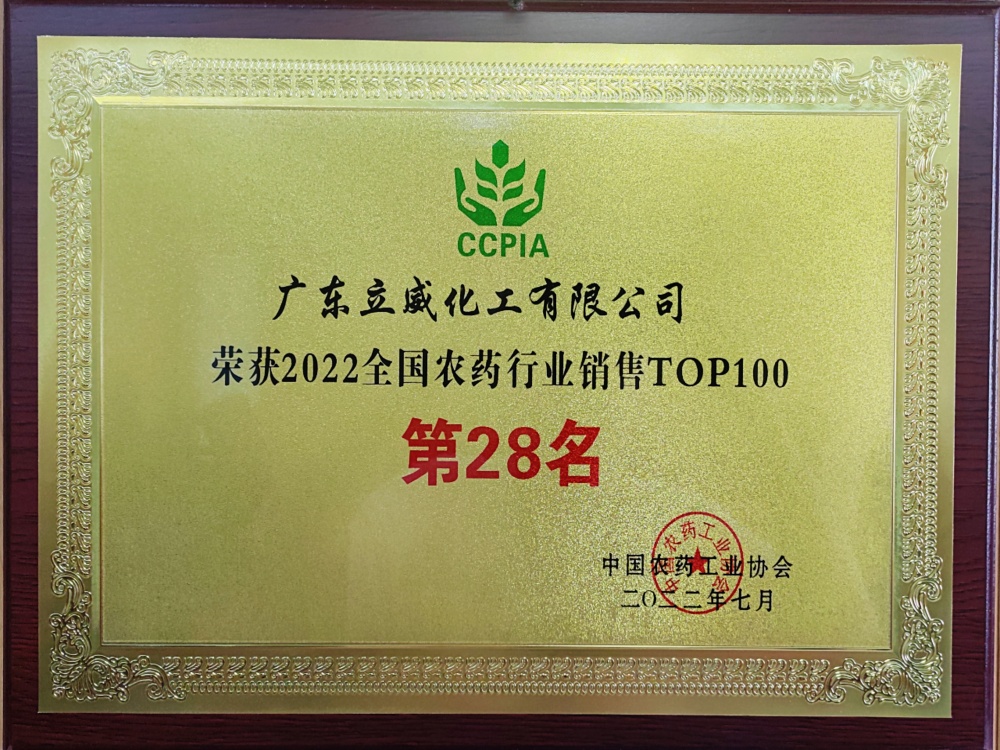 CCPIA
广东立威化工有限公司
荣获2022全国农药行业销售TOP100
第28名
中国农药工业协会
二〇二二年七月